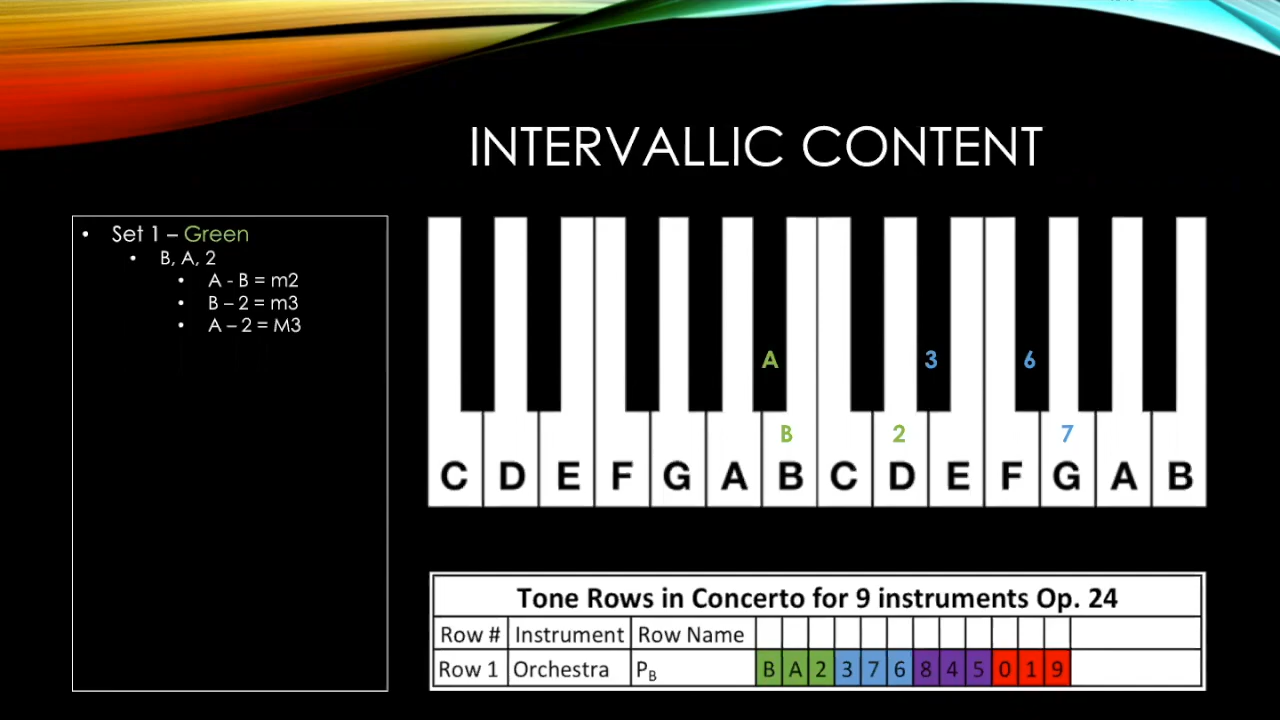 INTERVALLIC CONTENT
• Set 1 – Green
• B, A, 2
• A - B = m2
• B – 2 = m3
• A – 2 = M3
A 3 6
B 2 7
C D E F G A B C D E F G A B
Tone Rows in Concerto for 9 instruments Op. 24
Row # Instrument Row Name
Row 1 Orchestra PB B A 2 3 7 6 8 4 5 0 1 9